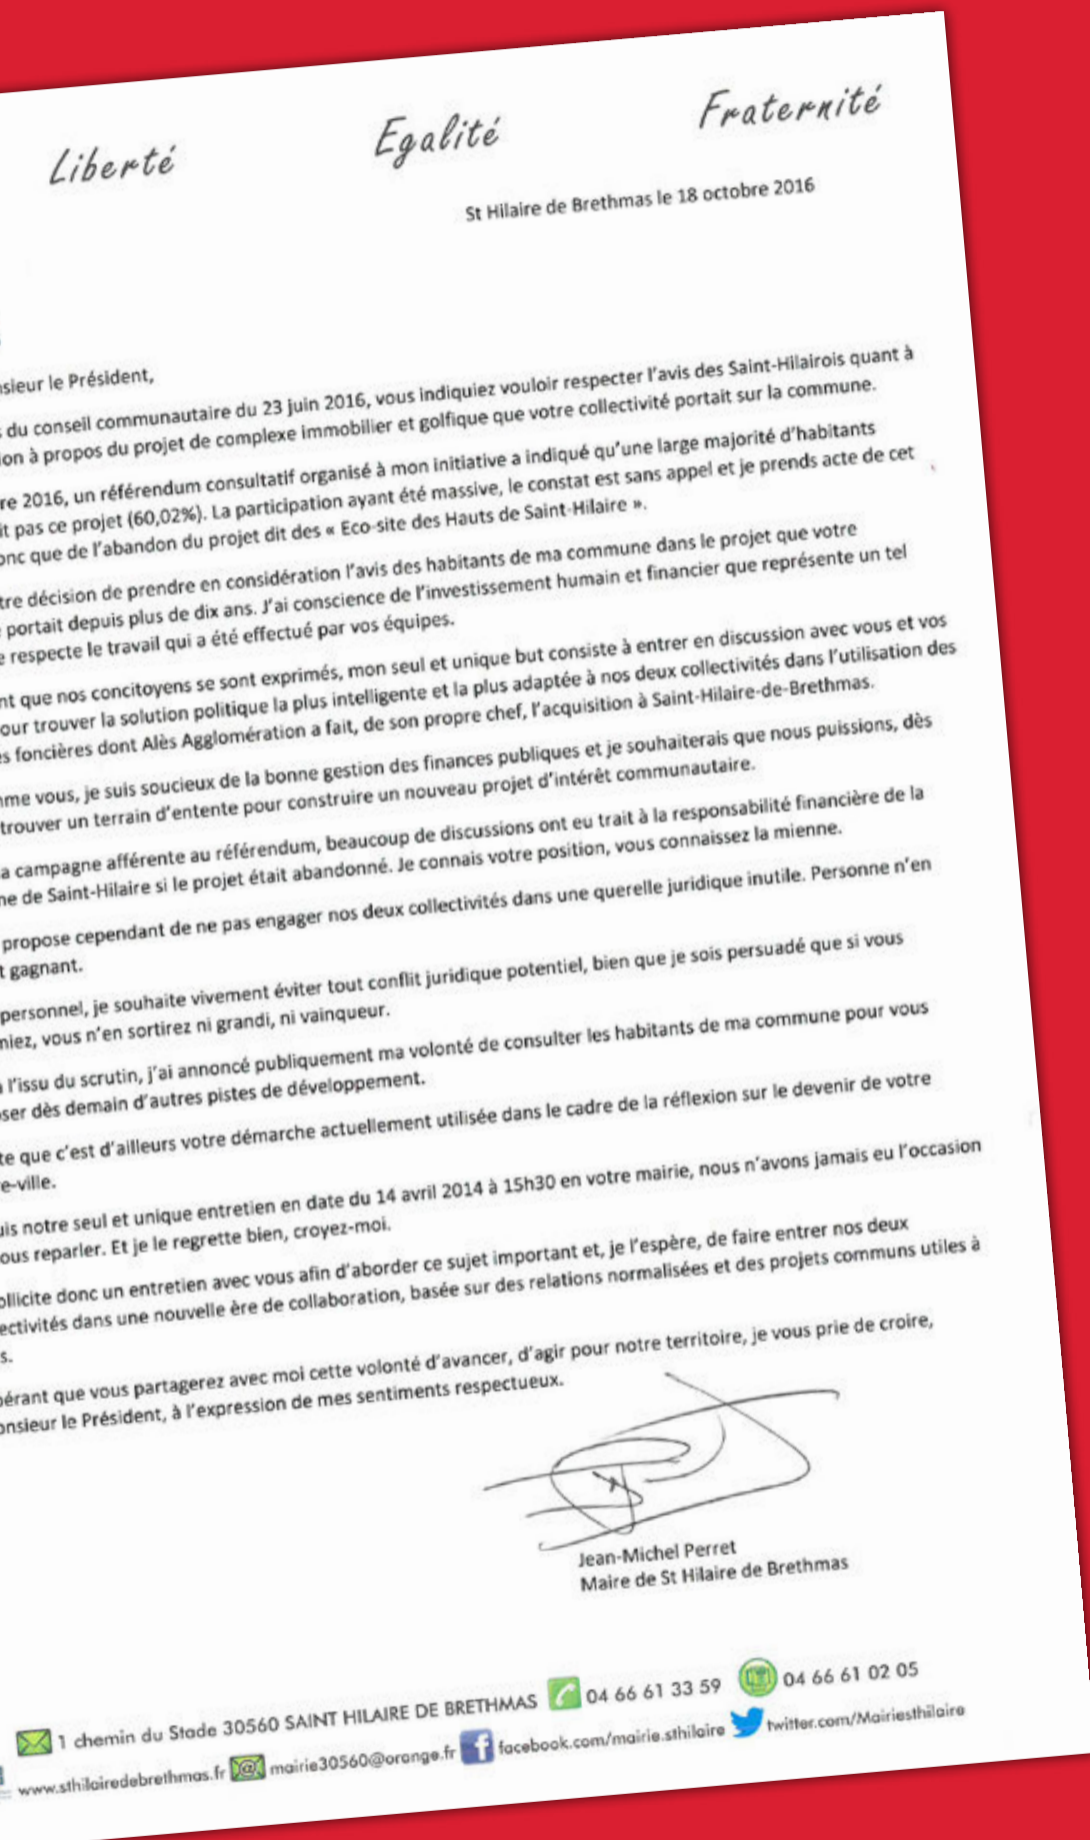 Liberté Egalité Fraternité
St Hilaire de Brethmas le 18 octobre 2016
sieur le Président,
du conseil communautaire du 23 juin 2016, vous indiquiez vouloir respecter l'avis des Saint-Hilairois quant à
ion à propos du projet de complexe immobilier et golfique que votre collectivité portait sur la commune.
re 2016, un référendum consultatif organisé à mon initiative a indiqué qu'une large majorité d'habitants
it pas ce projet (60,02%). La participation ayant été massive, le constat est sans appel et je prends acte de cet
onc que de l'abandon du projet dit des « Eco-site des Hauts de Saint-Hilaire ».
tre décision de prendre en considération l'avis des habitants de ma commune dans le projet que votre
portait depuis plus de dix ans. J'ai conscience de l'investissement humain et financier que représente un tel
e respecte le travail qui a été effectué par vos équipes.
nt que nos concitoyens se sont exprimés, mon seul et unique but consiste à entrer en discussion avec vous et vos
our trouver la solution politique la plus intelligente et la plus adaptée à nos deux collectivités dans l'utilisation des
es foncières dont Alès Agglomération a fait, de son propre chef, l'acquisition à Saint-Hilaire-de-Brethmas.
me vous, je suis soucieux de la bonne gestion des finances publiques et je souhaiterais que nous puissions, dès
trouver un terrain d'entente pour construire un nouveau projet d'intérêt communautaire.
a campagne afférente au référendum, beaucoup de discussions ont eu trait à la responsabilité financière de la
ne de Saint-Hilaire si le projet était abandonné. Je connais votre position, vous connaissez la mienne.
propose cependant de ne pas engager nos deux collectivités dans une querelle juridique inutile. Personne n'en
t gagnant.
personnel, je souhaite vivement éviter tout conflit juridique potentiel, bien que je sois persuadé que si vous
niez, vous n'en sortirez ni grandi, ni vainqueur.
l'issu du scrutin, j'ai annoncé publiquement ma volonté de consulter les habitants de ma commune pour vous
ser dès demain d'autres pistes de développement.
te que c'est d'ailleurs votre démarche actuellement utilisée dans le cadre de la réflexion sur le devenir de votre
e-ville.
uis notre seul et unique entretien en date du 14 avril 2014 à 15h30 en votre mairie, nous n'avons jamais eu l'occasion
ous reparler. Et je le regrette bien, croyez-moi.
ollicite donc un entretien avec vous afin d'aborder ce sujet important et, je l'espère, de faire entrer nos deux
ectivités dans une nouvelle ère de collaboration, basée sur des relations normalisées et des projets communs utiles à
s.
pérant que vous partagerez avec moi cette volonté d'avancer, d'agir pour notre territoire, je vous prie de croire,
onsieur le Président, à l'expression de mes sentiments respectueux.
Jean-Michel Perret
Maire de St Hilaire de Brethmas
1 chemin du Stade 30560 SAINT HILAIRE DE BRETHMAS 04 66 61 33 59 04 66 61 02 05
www.sthilairedebrethmas.fr mairie30560@orange.fr facebook.com/mairie.sthilaire twitter.com/Mairiesthilaire